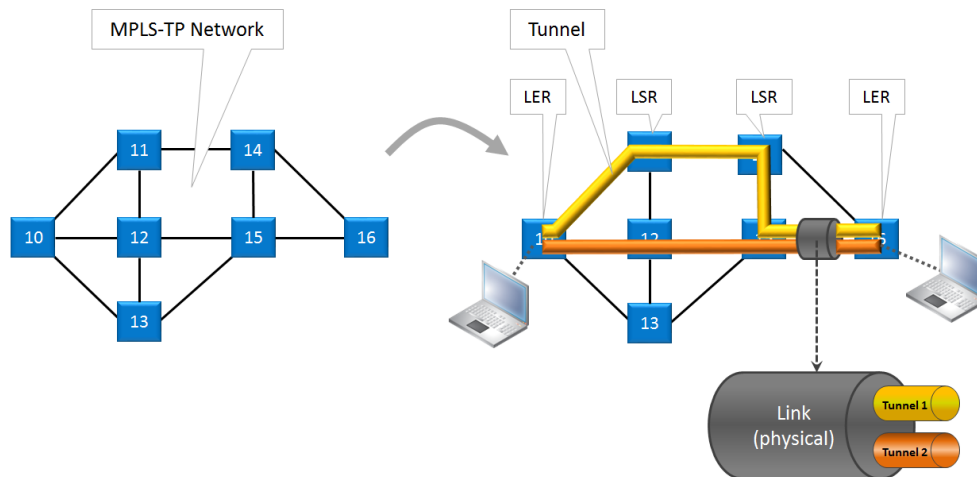 MPLS-TP Network
Tunnel
LER
LSR
LSR
LER
11
14
10
12
15
16
13
13
Link
(physical)
Tunnel 1
Tunnel 2